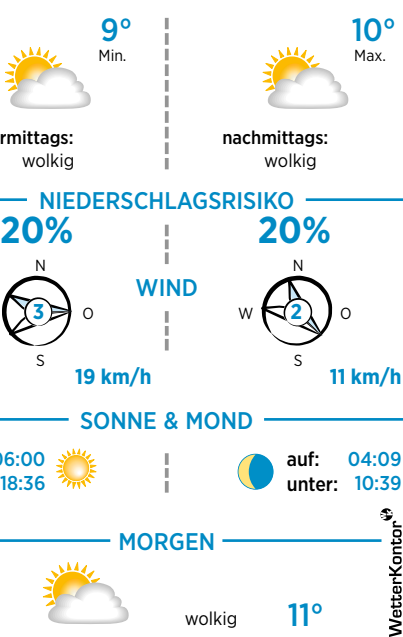 9° 10°
Min. Max.
rmittags: nachmittags:
wolkig wolkig
NIEDERSCHLAGSRISIKO
20% 20%
N N
WIND
3 O W 2 O
S S
19 km/h 11 km/h
SONNE & MOND
06:00 auf: 04:09
18:36 unter: 10:39
MORGEN
wolkig 11°
WetterKontor